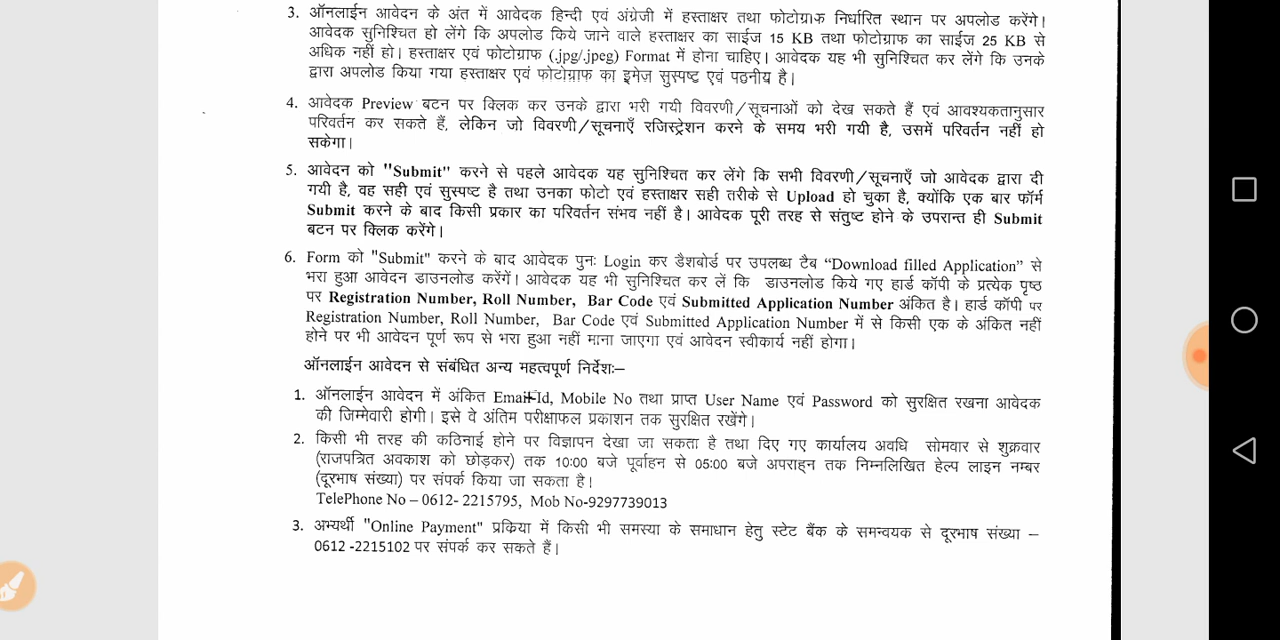 3. ऑनलाईन आवेदन के अंत में आवेदक हिन्दी एवं अंग्रेजी में हस्ताक्षर तथा फोटोग्राफ निर्धारित स्थान पर अपलोड करेंगे।
आवेदक सुनिश्चित हो लेंगे कि अपलोड किये जाने वाले हस्ताक्षर का साईज 15 KB तथा फोटोग्राफ का साईज 25 KB से
अधिक नहीं हो। हस्ताक्षर एवं फोटोग्राफ (.jpg/.jpeg) Format में होना चाहिए। आवेदक यह भी सुनिश्चित कर लेंगे कि उनके
द्वारा अपलोड किया गया हस्ताक्षर एवं फोटोग्राफ का इमेज सुस्पष्ट एवं पठनीय है।
4. आवेदक Preview बटन पर क्लिक कर उनके द्वारा भरी गयी विवरणी/सूचनाओं को देख सकते हैं एवं आवश्यकतानुसार
परिवर्तन कर सकते हैं, लेकिन जो विवरणी/सूचनाएँ रजिस्ट्रेशन करने के समय भरी गयी है, उसमें परिवर्तन नहीं हो
सकेगा।
5. आवेदन को "Submit" करने से पहले आवेदक यह सुनिश्चित कर लेंगे कि सभी विवरणी/सूचनाएँ जो आवेदक द्वारा दी
गयी है, वह सही एवं सुस्पष्ट है तथा उनका फोटो एवं हस्ताक्षर सही तरीके से Upload हो चुका है, क्योंकि एक बार फॉर्म
Submit करने के बाद किसी प्रकार का परिवर्तन संभव नहीं है। आवेदक पूरी तरह से संतुष्ट होने के उपरान्त ही Submit
बटन पर क्लिक करेंगे।
6. Form को "Submit" करने के बाद आवेदक पुनः Login कर डैशबोर्ड पर उपलब्ध टैब “Download filled Application” से
भरा हुआ आवेदन डाउनलोड करेंगें। आवेदक यह भी सुनिश्चित कर लें कि डाउनलोड किये गए हार्ड कॉपी के प्रत्येक पृष्ठ
पर Registration Number, Roll Number, Bar Code एवं Submitted Application Number अंकित है। हार्ड कॉपी पर
Registration Number, Roll Number, Bar Code एवं Submitted Application Number में से किसी एक के अंकित नहीं
होने पर भी आवेदन पूर्ण रूप से भरा हुआ नहीं माना जाएगा एवं आवेदन स्वीकार्य नहीं होगा।
ऑनलाईन आवेदन से संबंधित अन्य महत्वपूर्ण निर्देशः–
1. ऑनलाईन आवेदन में अंकित Email-Id, Mobile No तथा प्राप्त User Name एवं Password को सुरक्षित रखना आवेदक
की जिम्मेवारी होगी। इसे वे अंतिम परीक्षाफल प्रकाशन तक सुरक्षित रखेंगे।
2. किसी भी तरह की कठिनाई होने पर विज्ञापन देखा जा सकता है तथा दिए गए कार्यालय अवधि सोमवार से शुक्रवार
(राजपत्रित अवकाश को छोड़कर) तक 10:00 बजे पूर्वाहन से 05:00 बजे अपराह्न तक निम्नलिखित हेल्प लाइन नम्बर
(दूरभाष संख्या) पर संपर्क किया जा सकता है।
TelePhone No – 0612- 2215795, Mob No-9297739013
3. अभ्यर्थी "Online Payment" प्रकिया में किसी भी समस्या के समाधान हेतु स्टेट बैंक के समन्वयक से दूरभाष संख्या –
0612 -2215102 पर संपर्क कर सकते हैं।